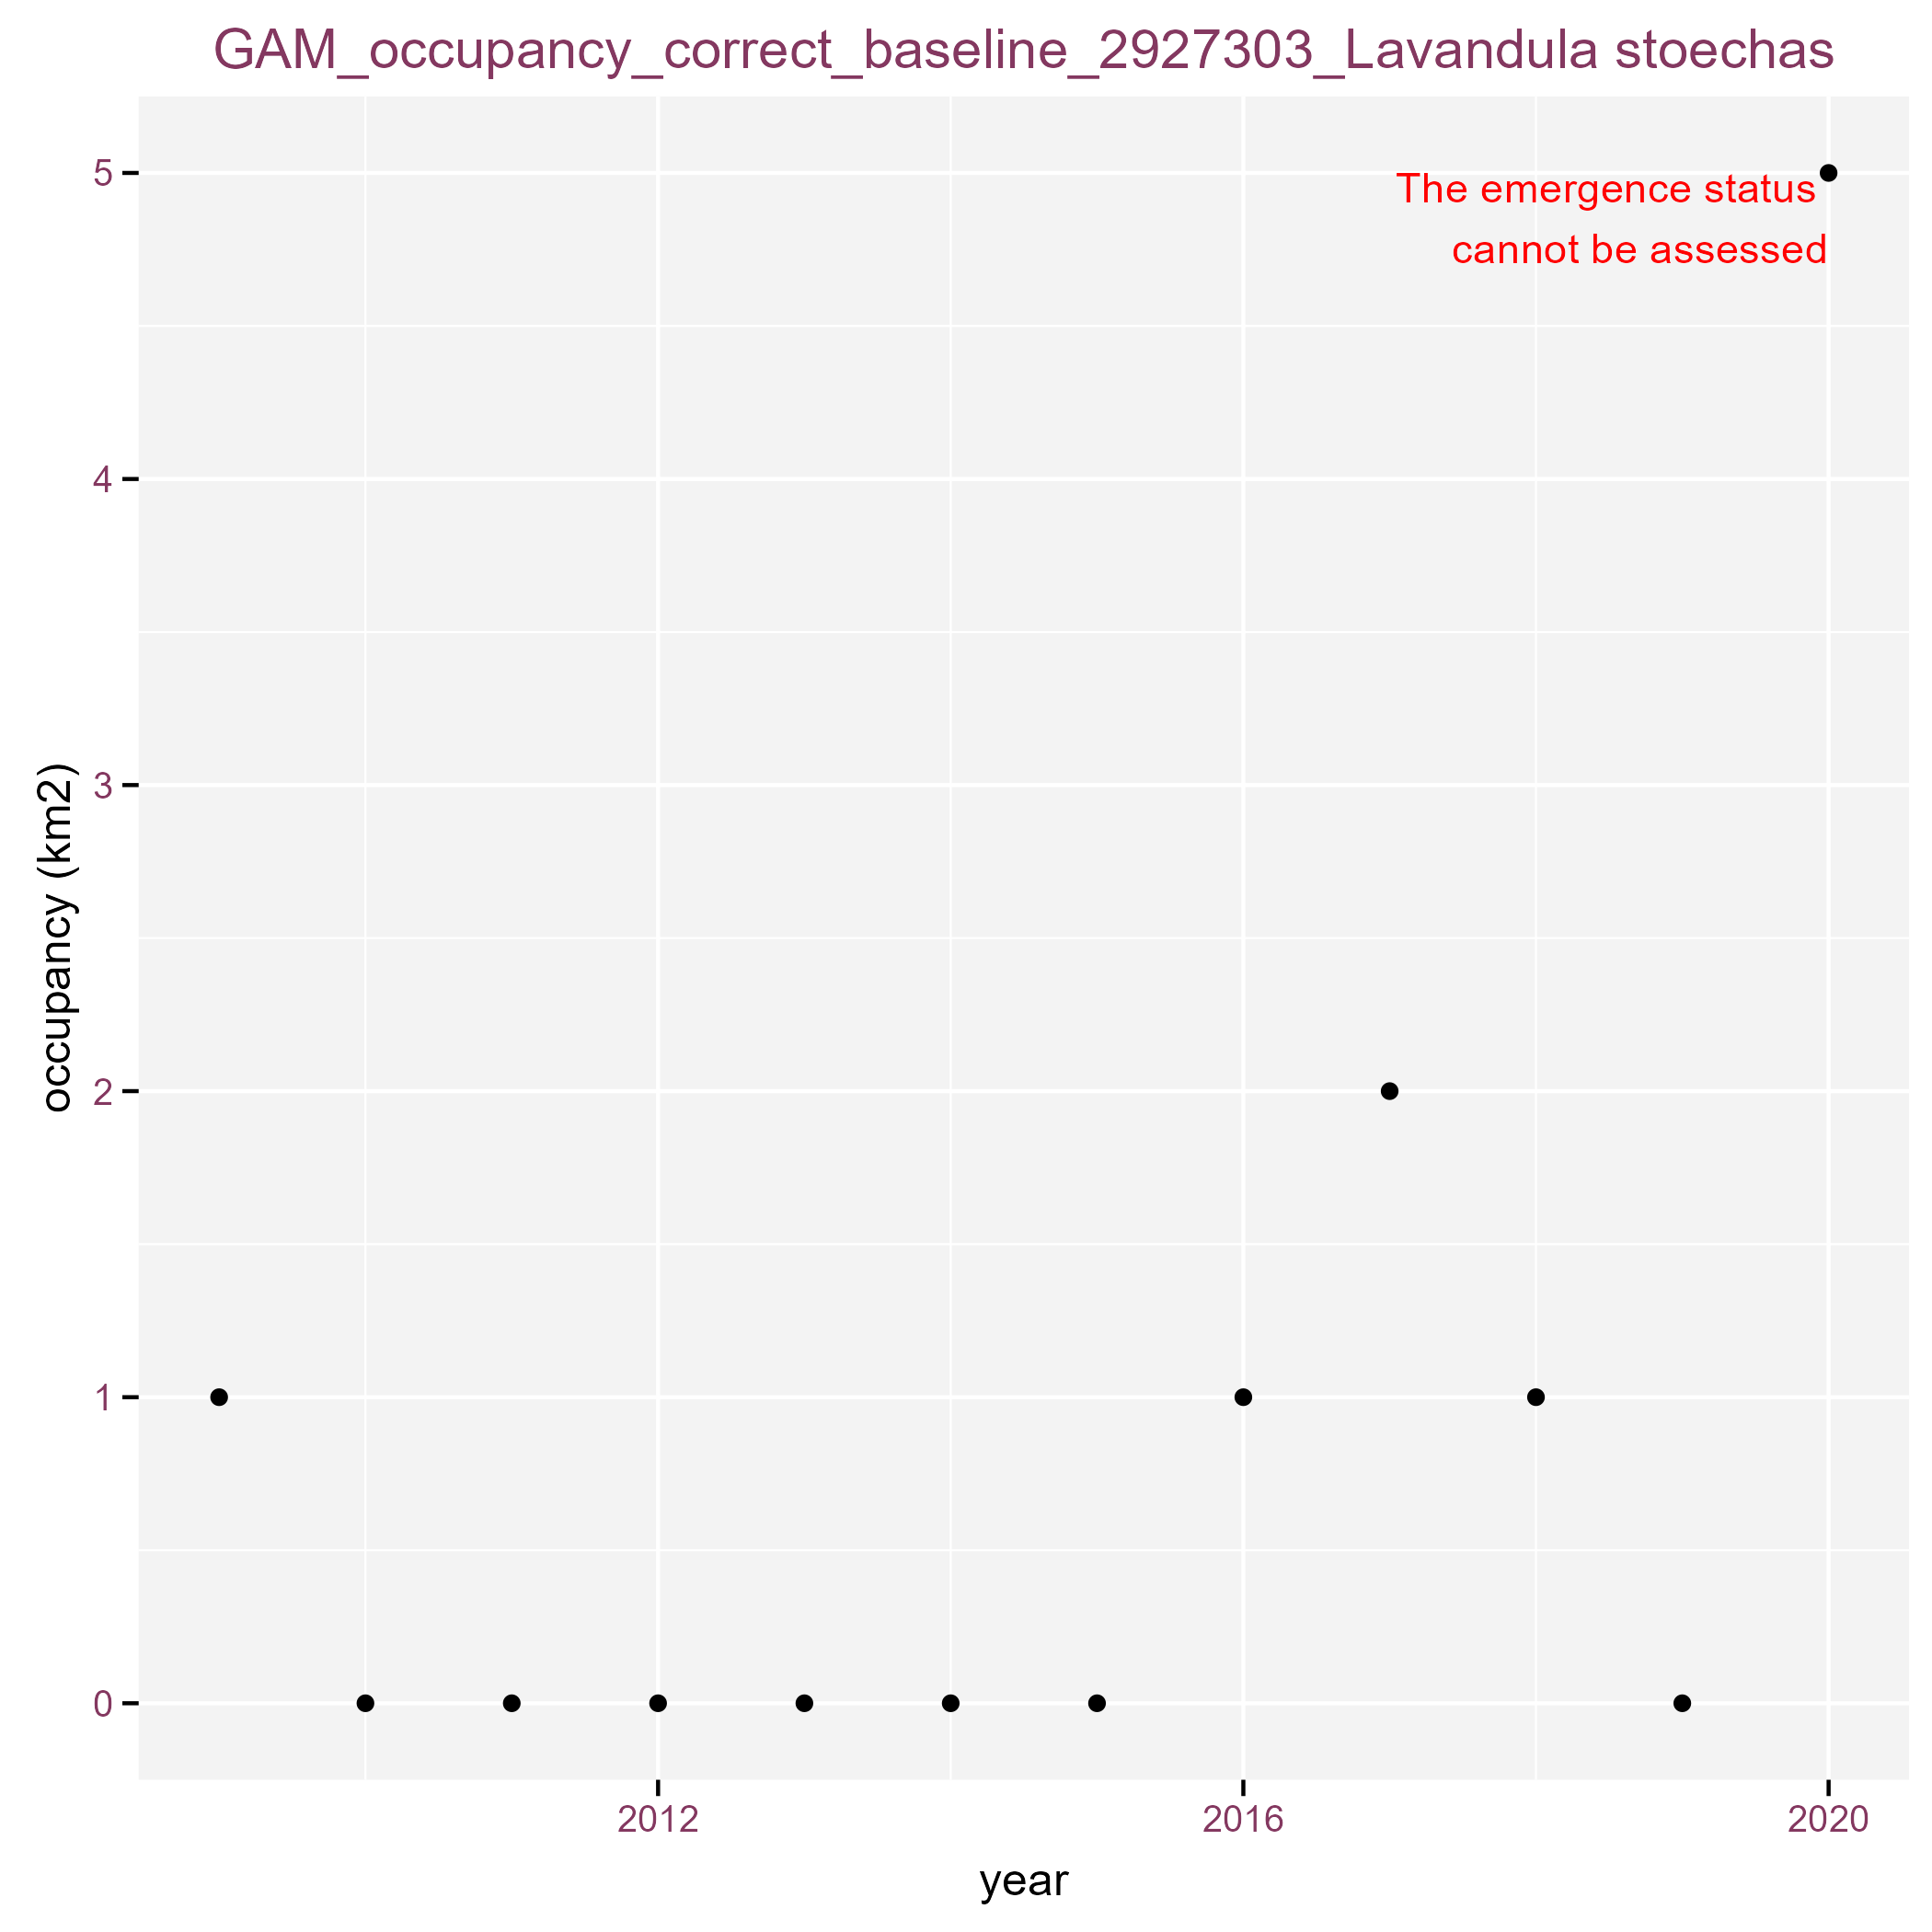 GAM_occupancy_correct_baseline_2927303_Lavandula stoechas
The emergence status
cannot be assessed
5
4
3
2
1
0
occupancy (km2)
2012 2016 2020
year